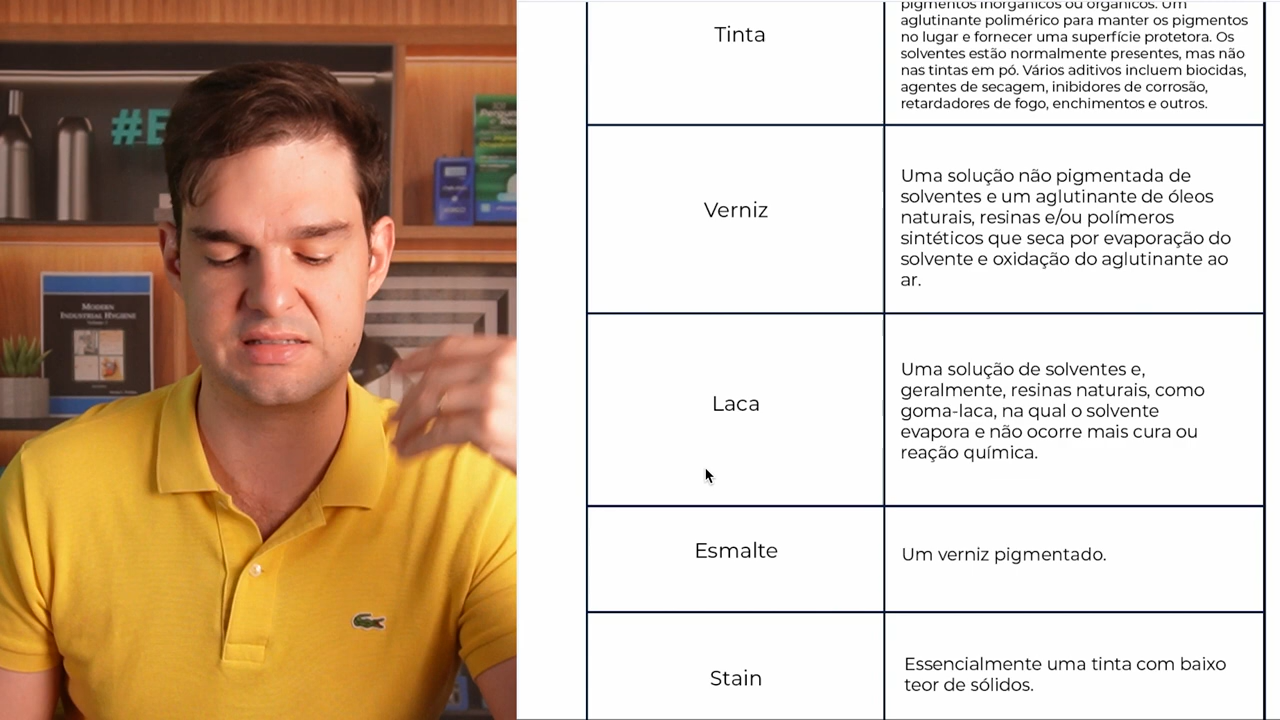 #E
MODERN
INDUSTRIAL HYGIENE
Tinta
pigmentos inorgânicos ou orgânicos. Um
aglutinante polimérico para manter os pigmentos
no lugar e fornecer uma superfície protetora. Os
solventes estão normalmente presentes, mas não
nas tintas em pó. Vários aditivos incluem biocidas,
agentes de secagem, inibidores de corrosão,
retardadores de fogo, enchimentos e outros.
Verniz
Uma solução não pigmentada de
solventes e um aglutinante de óleos
naturais, resinas e/ou polímeros
sintéticos que seca por evaporação do
solvente e oxidação do aglutinante ao
ar.
Laca
Uma solução de solventes e,
geralmente, resinas naturais, como
goma-laca, na qual o solvente
evapora e não ocorre mais cura ou
reação química.
Esmalte
Um verniz pigmentado.
Stain
Essencialmente uma tinta com baixo
teor de sólidos.